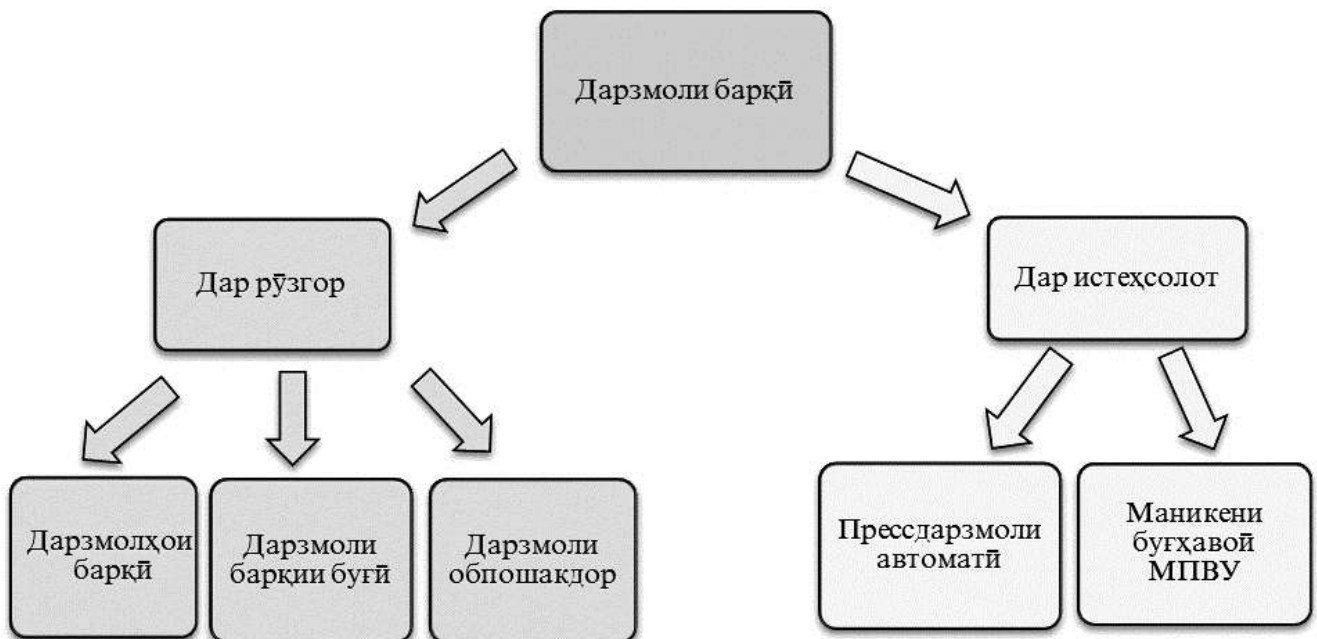 Дарзмоли барқӣ
Дар рӯзгор
Дар истеҳсолот
Дарзмолҳои
барқӣ
Дарзмоли
барқии буғӣ
Дарзмоли
обпошакдор
Прессдарзмоли
автоматӣ
Маникени
буғҳавоӣ
МПВУ